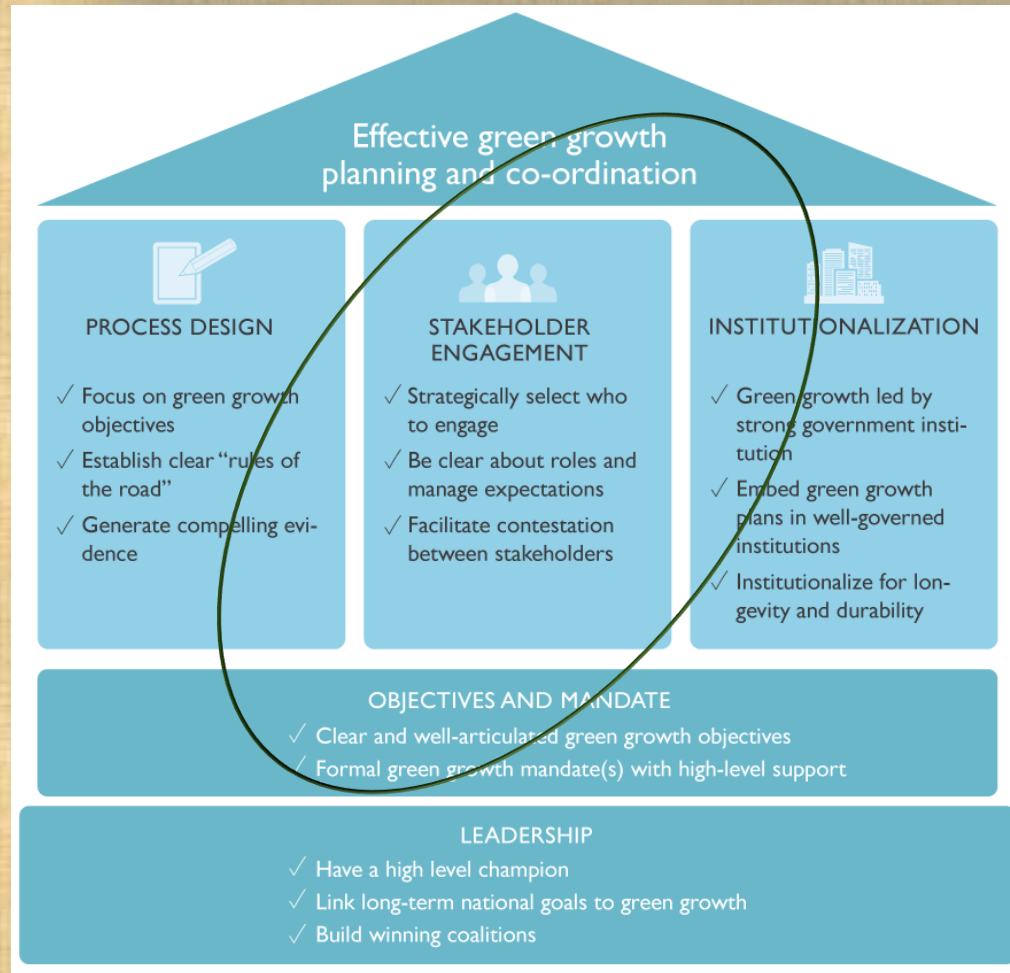 Effective green growth
planning and co-ordination
PROCESS DESIGN
✓ Focus on green growth
objectives
✓ Establish clear “rules of
the road”
✓ Generate compelling evi-
dence
STAKEHOLDER
ENGAGEMENT
✓ Strategically select who
to engage
✓ Be clear about roles and
manage expectations
✓ Facilitate contestation
between stakeholders
INSTITUTIONALIZATION
✓ Green growth led by
strong government insti-
tution
✓ Embed green growth
plans in well-governed
institutions
✓ Institutionalize for lon-
gevity and durability
OBJECTIVES AND MANDATE
✓ Clear and well-articulated green growth objectives
✓ Formal green growth mandate(s) with high-level support
LEADERSHIP
✓ Have a high level champion
✓ Link long-term national goals to green growth
✓ Build winning coalitions